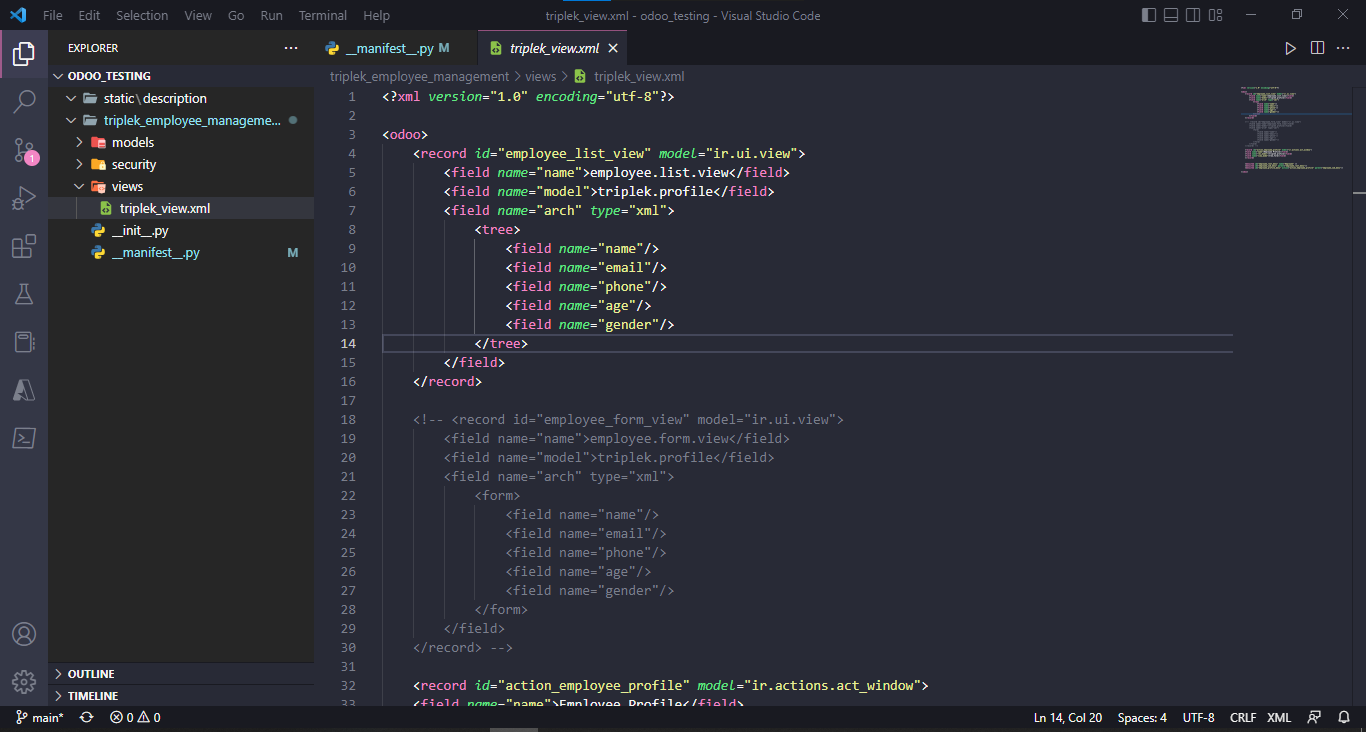 File Edit Selection View Go Run Terminal Help
triplek_view.xml - odoo_testing - Visual Studio Code
EXPLORER
ODOO_TESTING
static\description
triplek_employee_manageme...
models
security
views
triplek_view.xml
__init__.py
__manifest__.py M
OUTLINE
TIMELINE
1
__manifest__.py M
triplek_view.xml
triplek_employee_management > views > triplek_view.xml
1 <?xml version="1.0" encoding="utf-8"?>
2
3 <odoo>
4 <record id="employee_list_view" model="ir.ui.view">
5 <field name="name">employee.list.view</field>
6 <field name="model">triplek.profile</field>
7 <field name="arch" type="xml">
8 <tree>
9 <field name="name"/>
10 <field name="email"/>
11 <field name="phone"/>
12 <field name="age"/>
13 <field name="gender"/>
14 </tree>
15 </field>
16 </record>
17
18 <!-- <record id="employee_form_view" model="ir.ui.view">
19 <field name="name">employee.form.view</field>
20 <field name="model">triplek.profile</field>
21 <field name="arch" type="xml">
22 <form>
23 <field name="name"/>
24 <field name="email"/>
25 <field name="phone"/>
26 <field name="age"/>
27 <field name="gender"/>
28 </form>
29 </field>
30 </record> -->
31
32 <record id="action_employee_profile" model="ir.actions.act_window">
33 <field name="name">Employee Profile</field>
main* 0 0
Ln 14, Col 20 Spaces: 4 UTF-8 CRLF XML